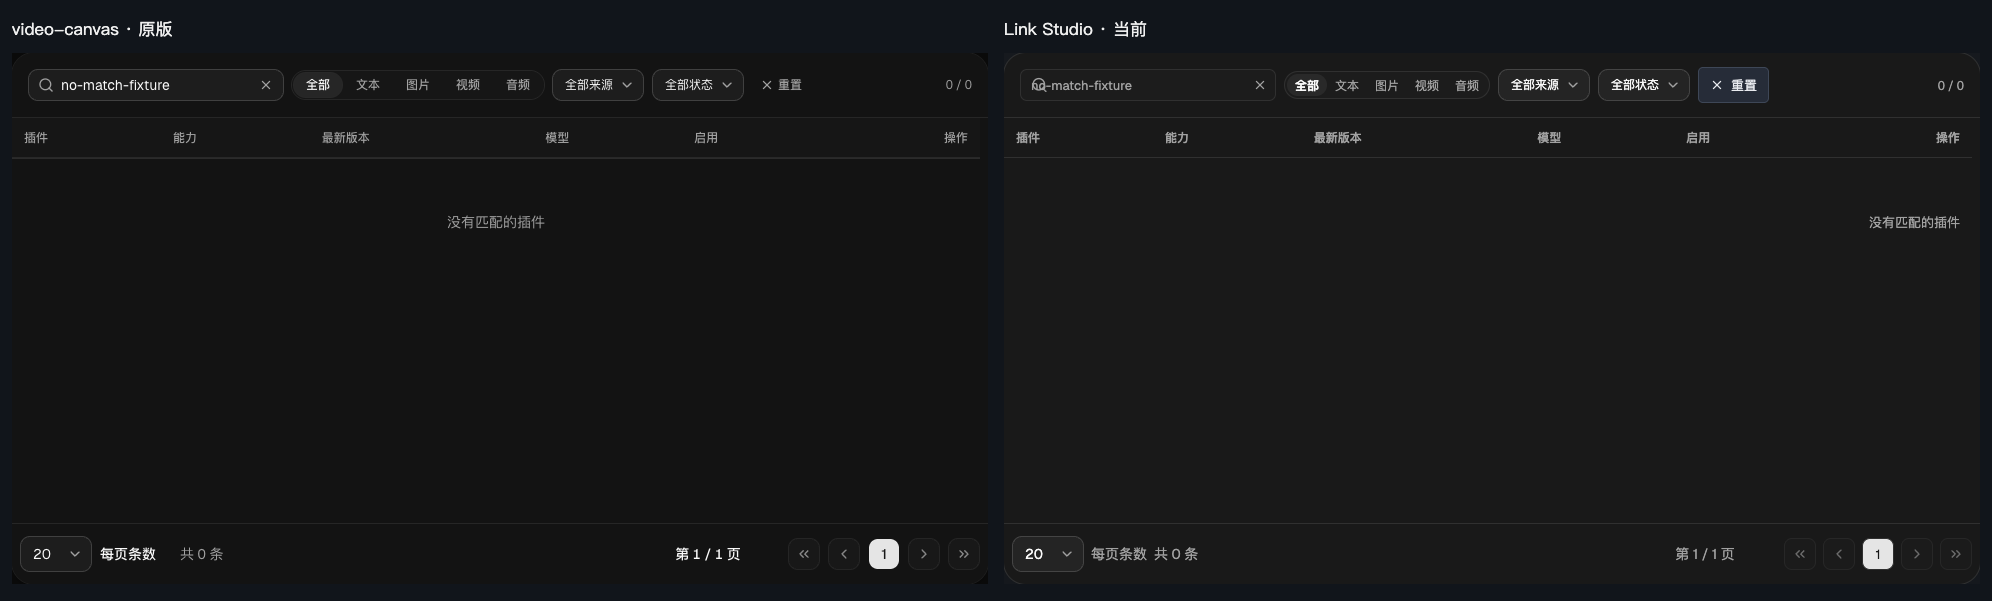 video-canvas · 原版
no-match-fixture 全部 文本 图片 视频 音频 全部来源 全部状态 重置 0 / 0
插件 能力 最新版本 模型 启用 操作
没有匹配的插件
20 每页条数 共 0 条 第 1 / 1 页 « ‹ 1 › »
Link Studio · 当前
no-match-fixture 全部 文本 图片 视频 音频 全部来源 全部状态 重置 0 / 0
插件 能力 最新版本 模型 启用 操作
没有匹配的插件
20 每页条数 共 0 条 第 1 / 1 页 « ‹ 1 › »